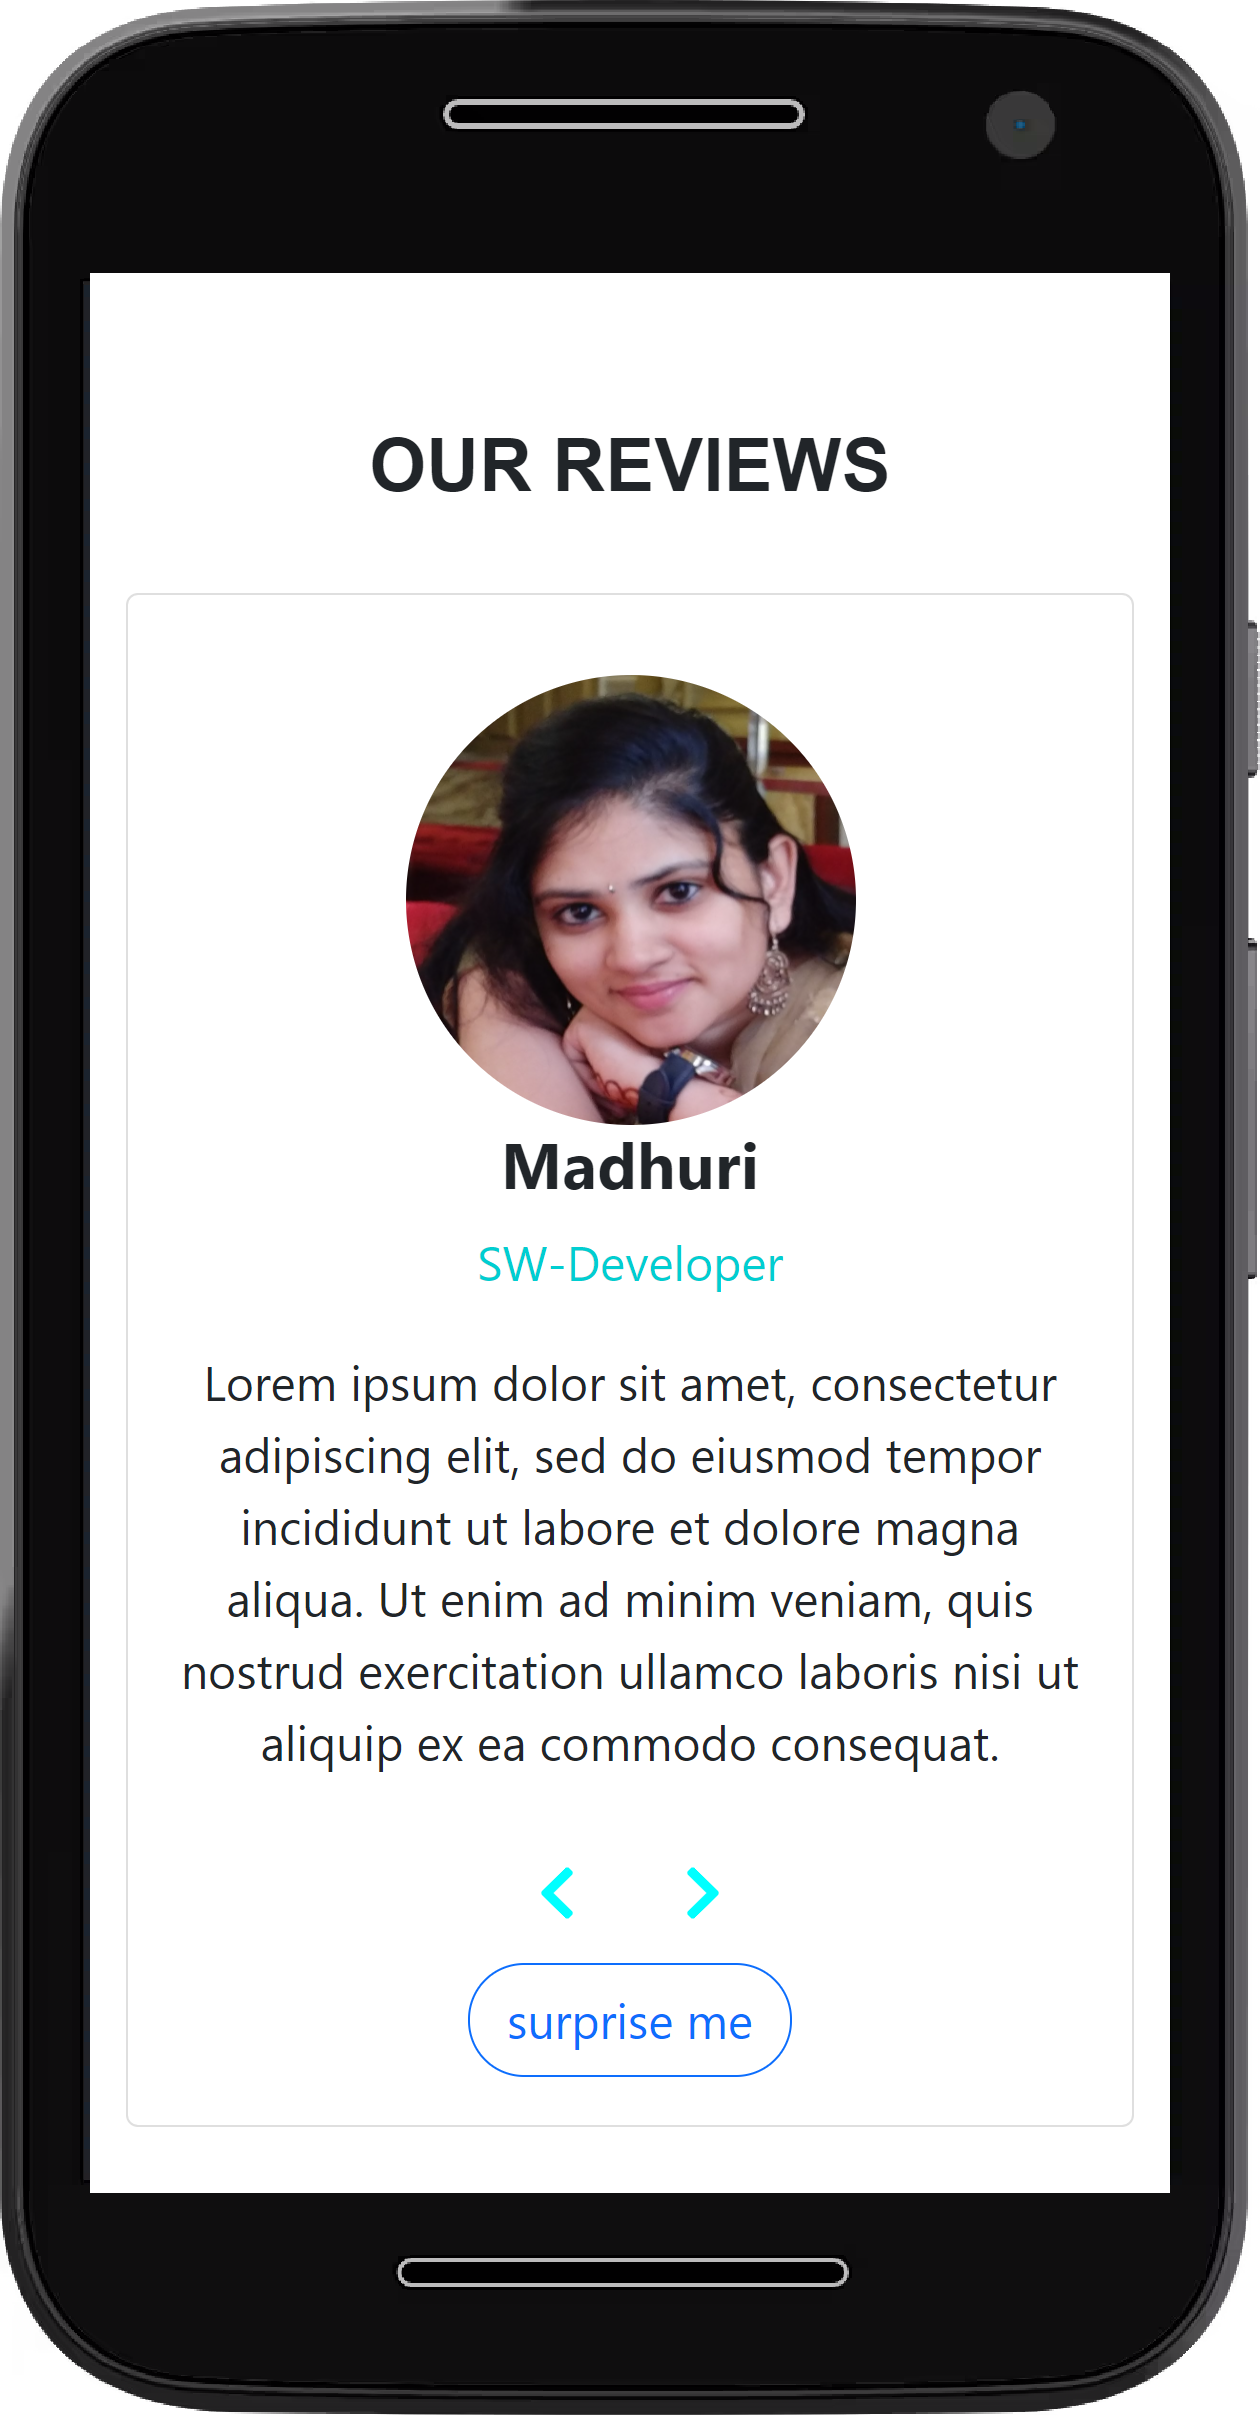 OUR REVIEWS
Madhuri
SW-Developer
Lorem ipsum dolor sit amet, consectetur
adipiscing elit, sed do eiusmod tempor
incididunt ut labore et dolore magna
aliqua. Ut enim ad minim veniam, quis
nostrud exercitation ullamco laboris nisi ut
aliquip ex ea commodo consequat.
surprise me